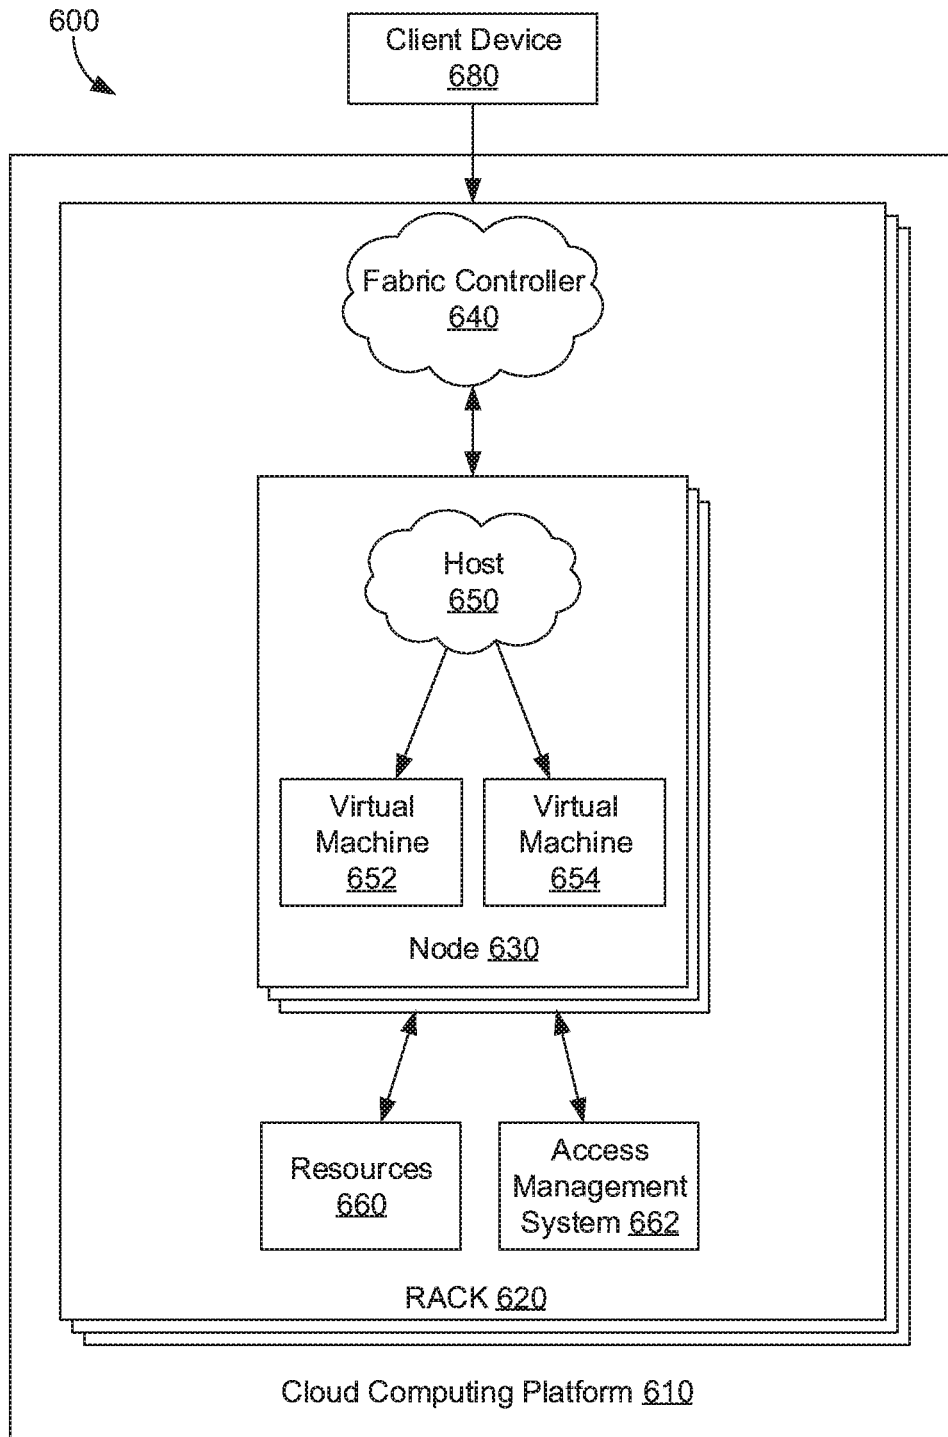 600
Client Device
680
Fabric Controller
640
Host
650
Virtual
Machine
652
Virtual
Machine
654
Node 630
Resources
660
Access
Management
System 662
RACK 620
Cloud Computing Platform 610